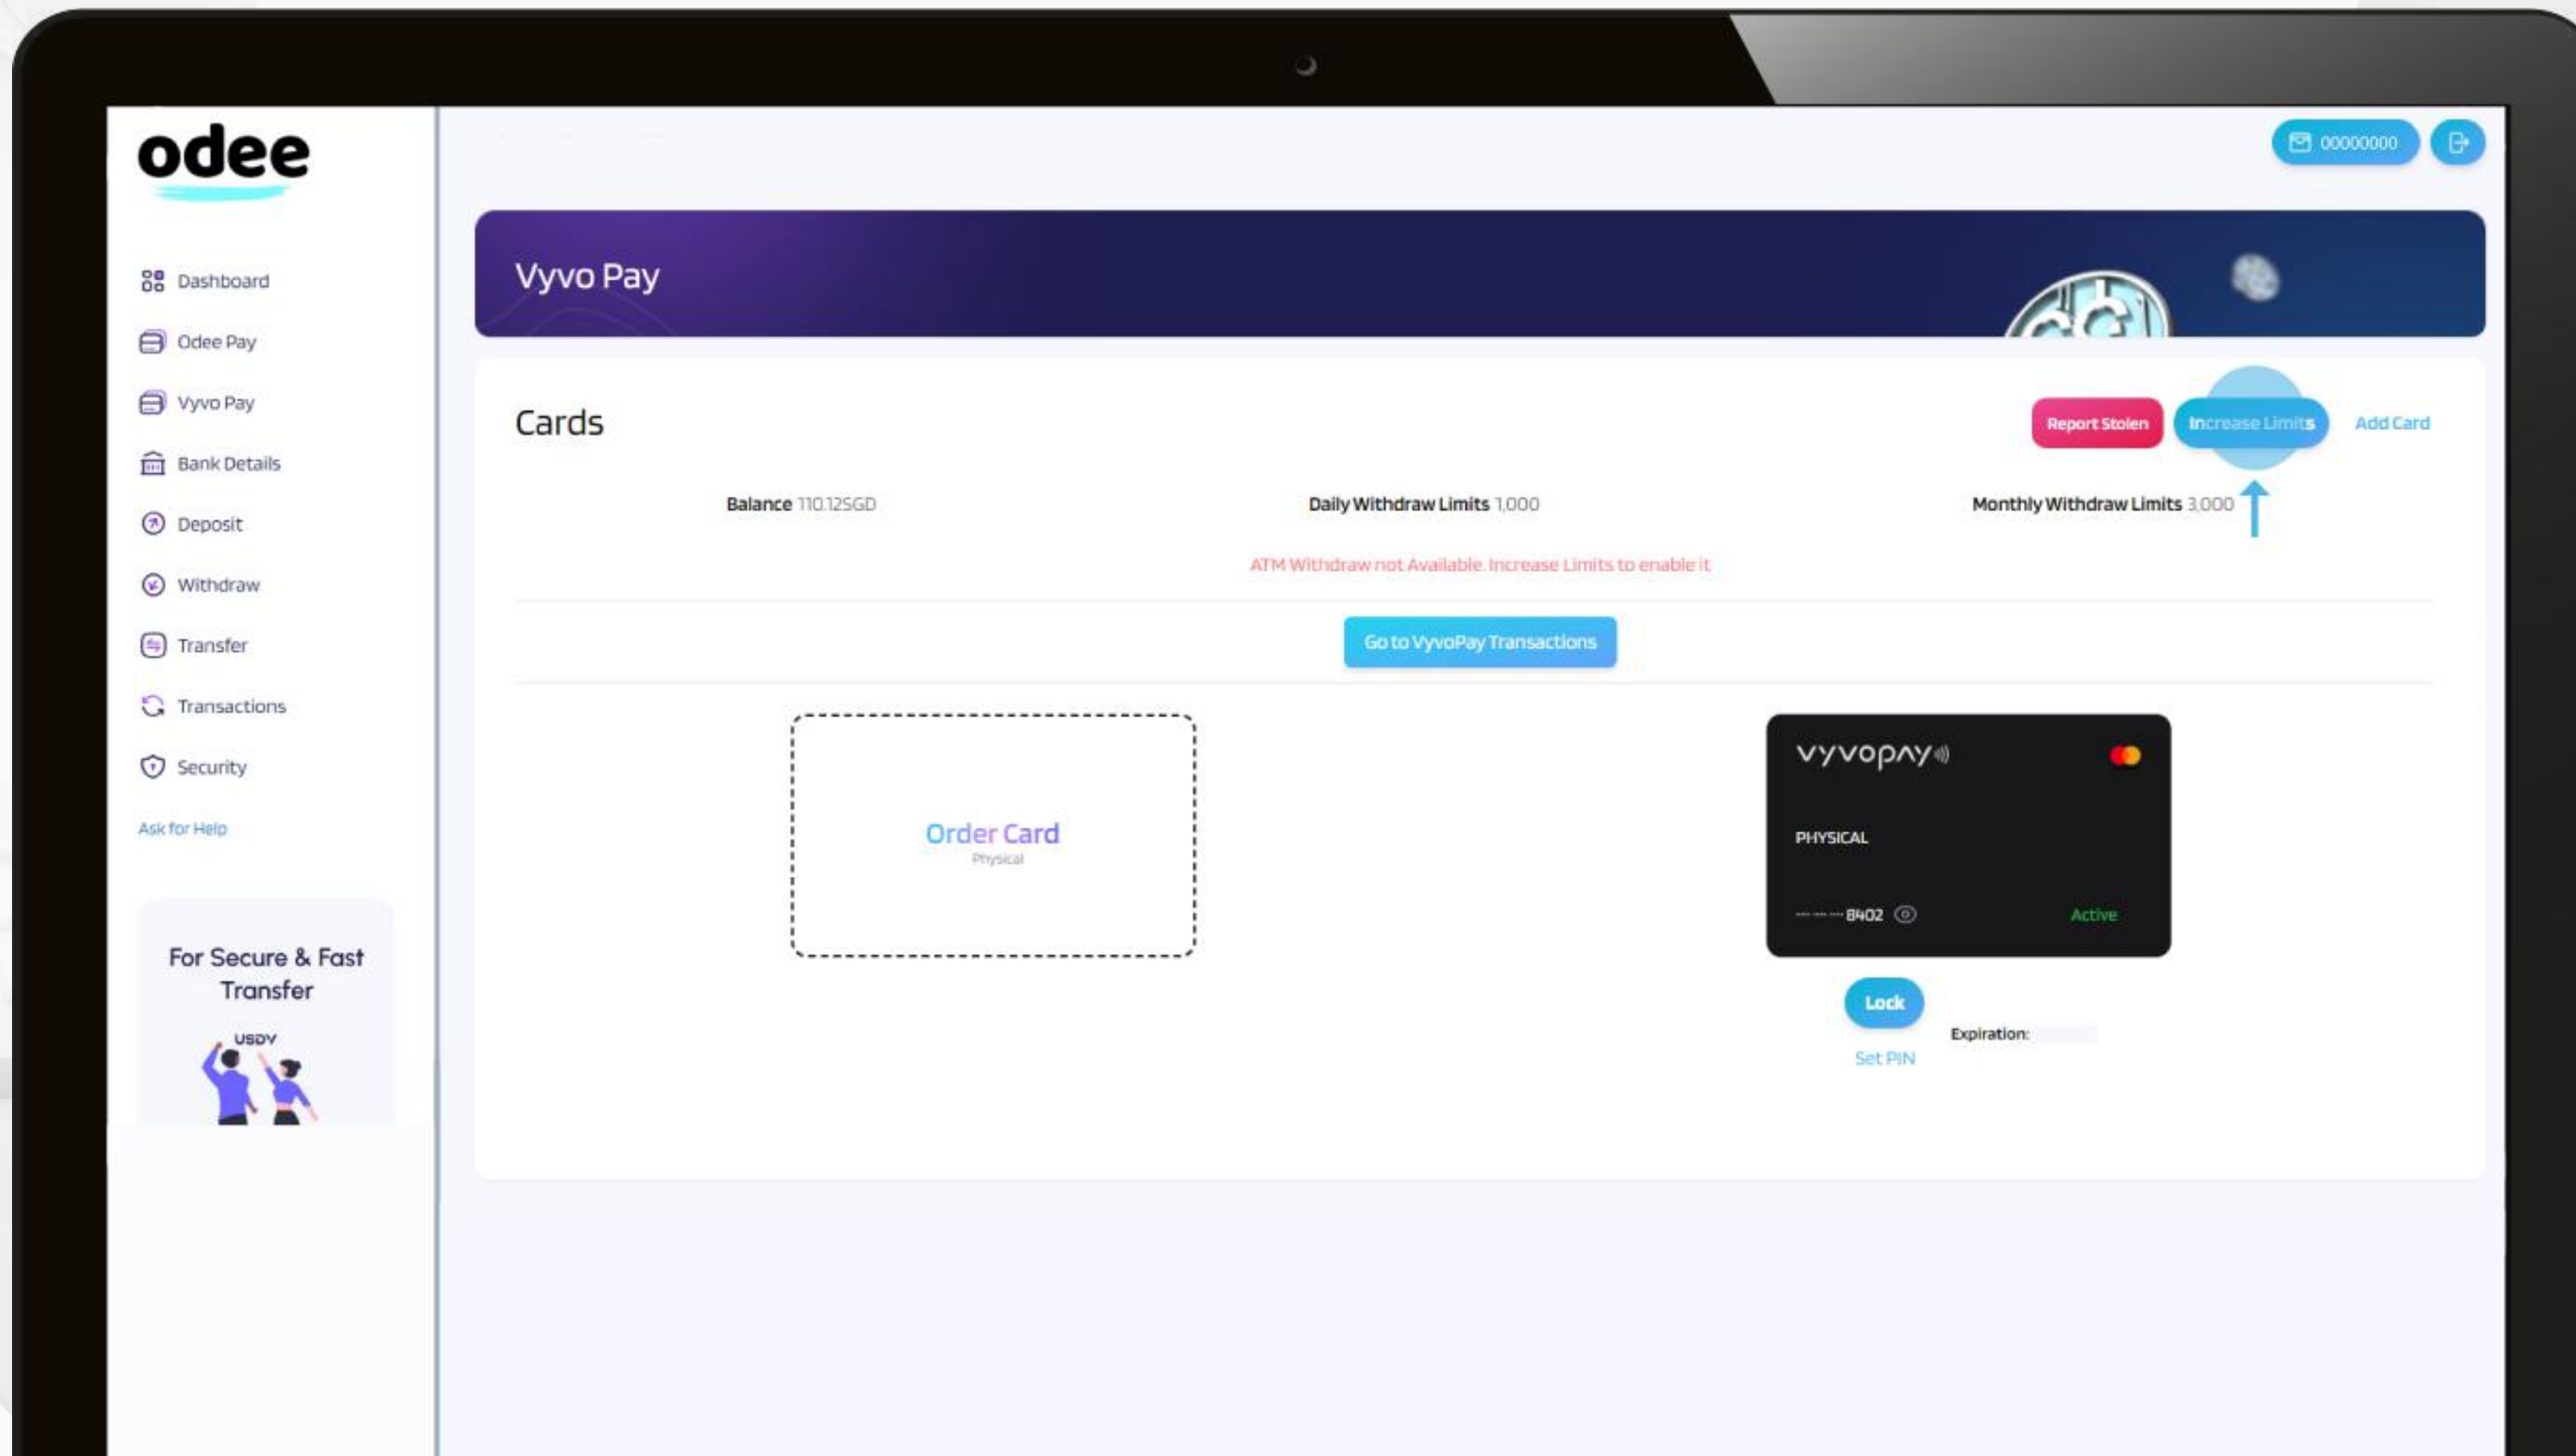 odee
00000000
Dashboard
Odee Pay
Vyvo Pay
Bank Details
Deposit
Withdraw
Transfer
Transactions
Security
Ask for Help
For Secure & Fast
Transfer
USDV
Vyvo Pay
Cards
Report Stolen
Increase Limits
Add Card
Balance 110.12SGD
Daily Withdraw Limits 1,000
Monthly Withdraw Limits 3,000
ATM Withdraw not Available. Increase Limits to enable it
Go to VyvoPay Transactions
Order Card
Physical
vyvopay
PHYSICAL
8402
Active
Lock
Set PIN
Expiration: